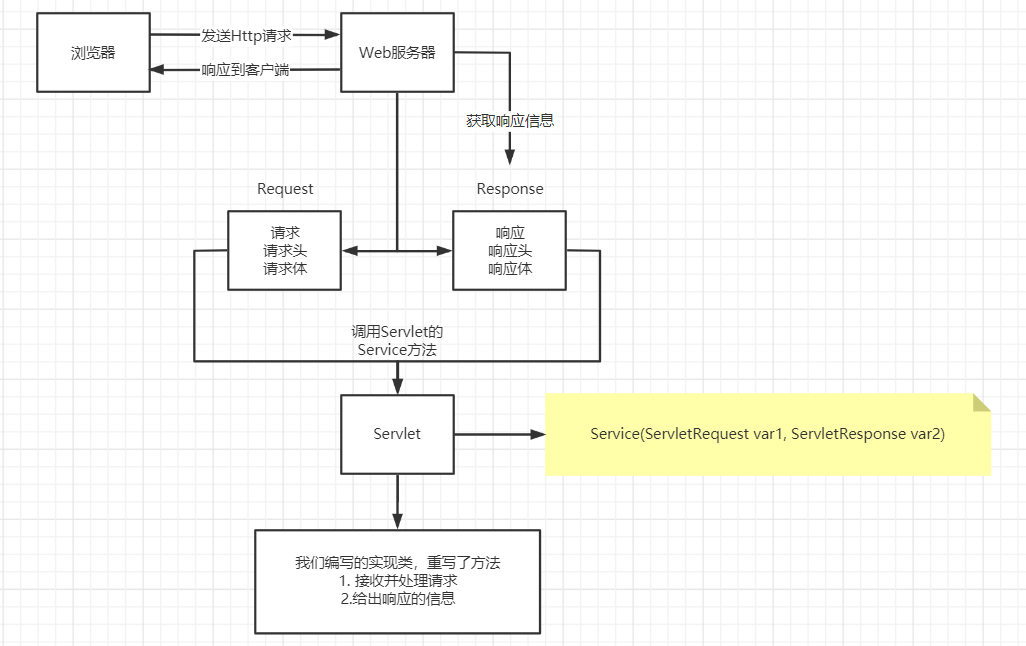 浏览器
发送Http请求
Web服务器
响应到客户端
获取响应信息
Request
Response
请求
请求头
请求体
响应
响应头
响应体
调用Servlet的
Service方法
Servlet
Service(ServletRequest var1, ServletResponse var2)
我们编写的实现类，重写了方法
1. 接收并处理请求
2.给出响应的信息